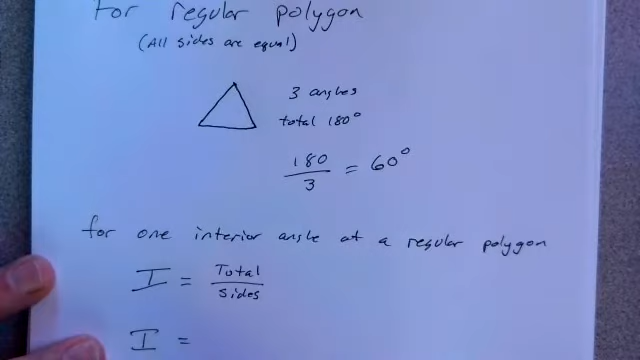 for regular polygon
(All sides are equal)
3 angles
total 180°
180/3 = 60°
for one interior angle of a regular polygon
I = Total/Sides
I =